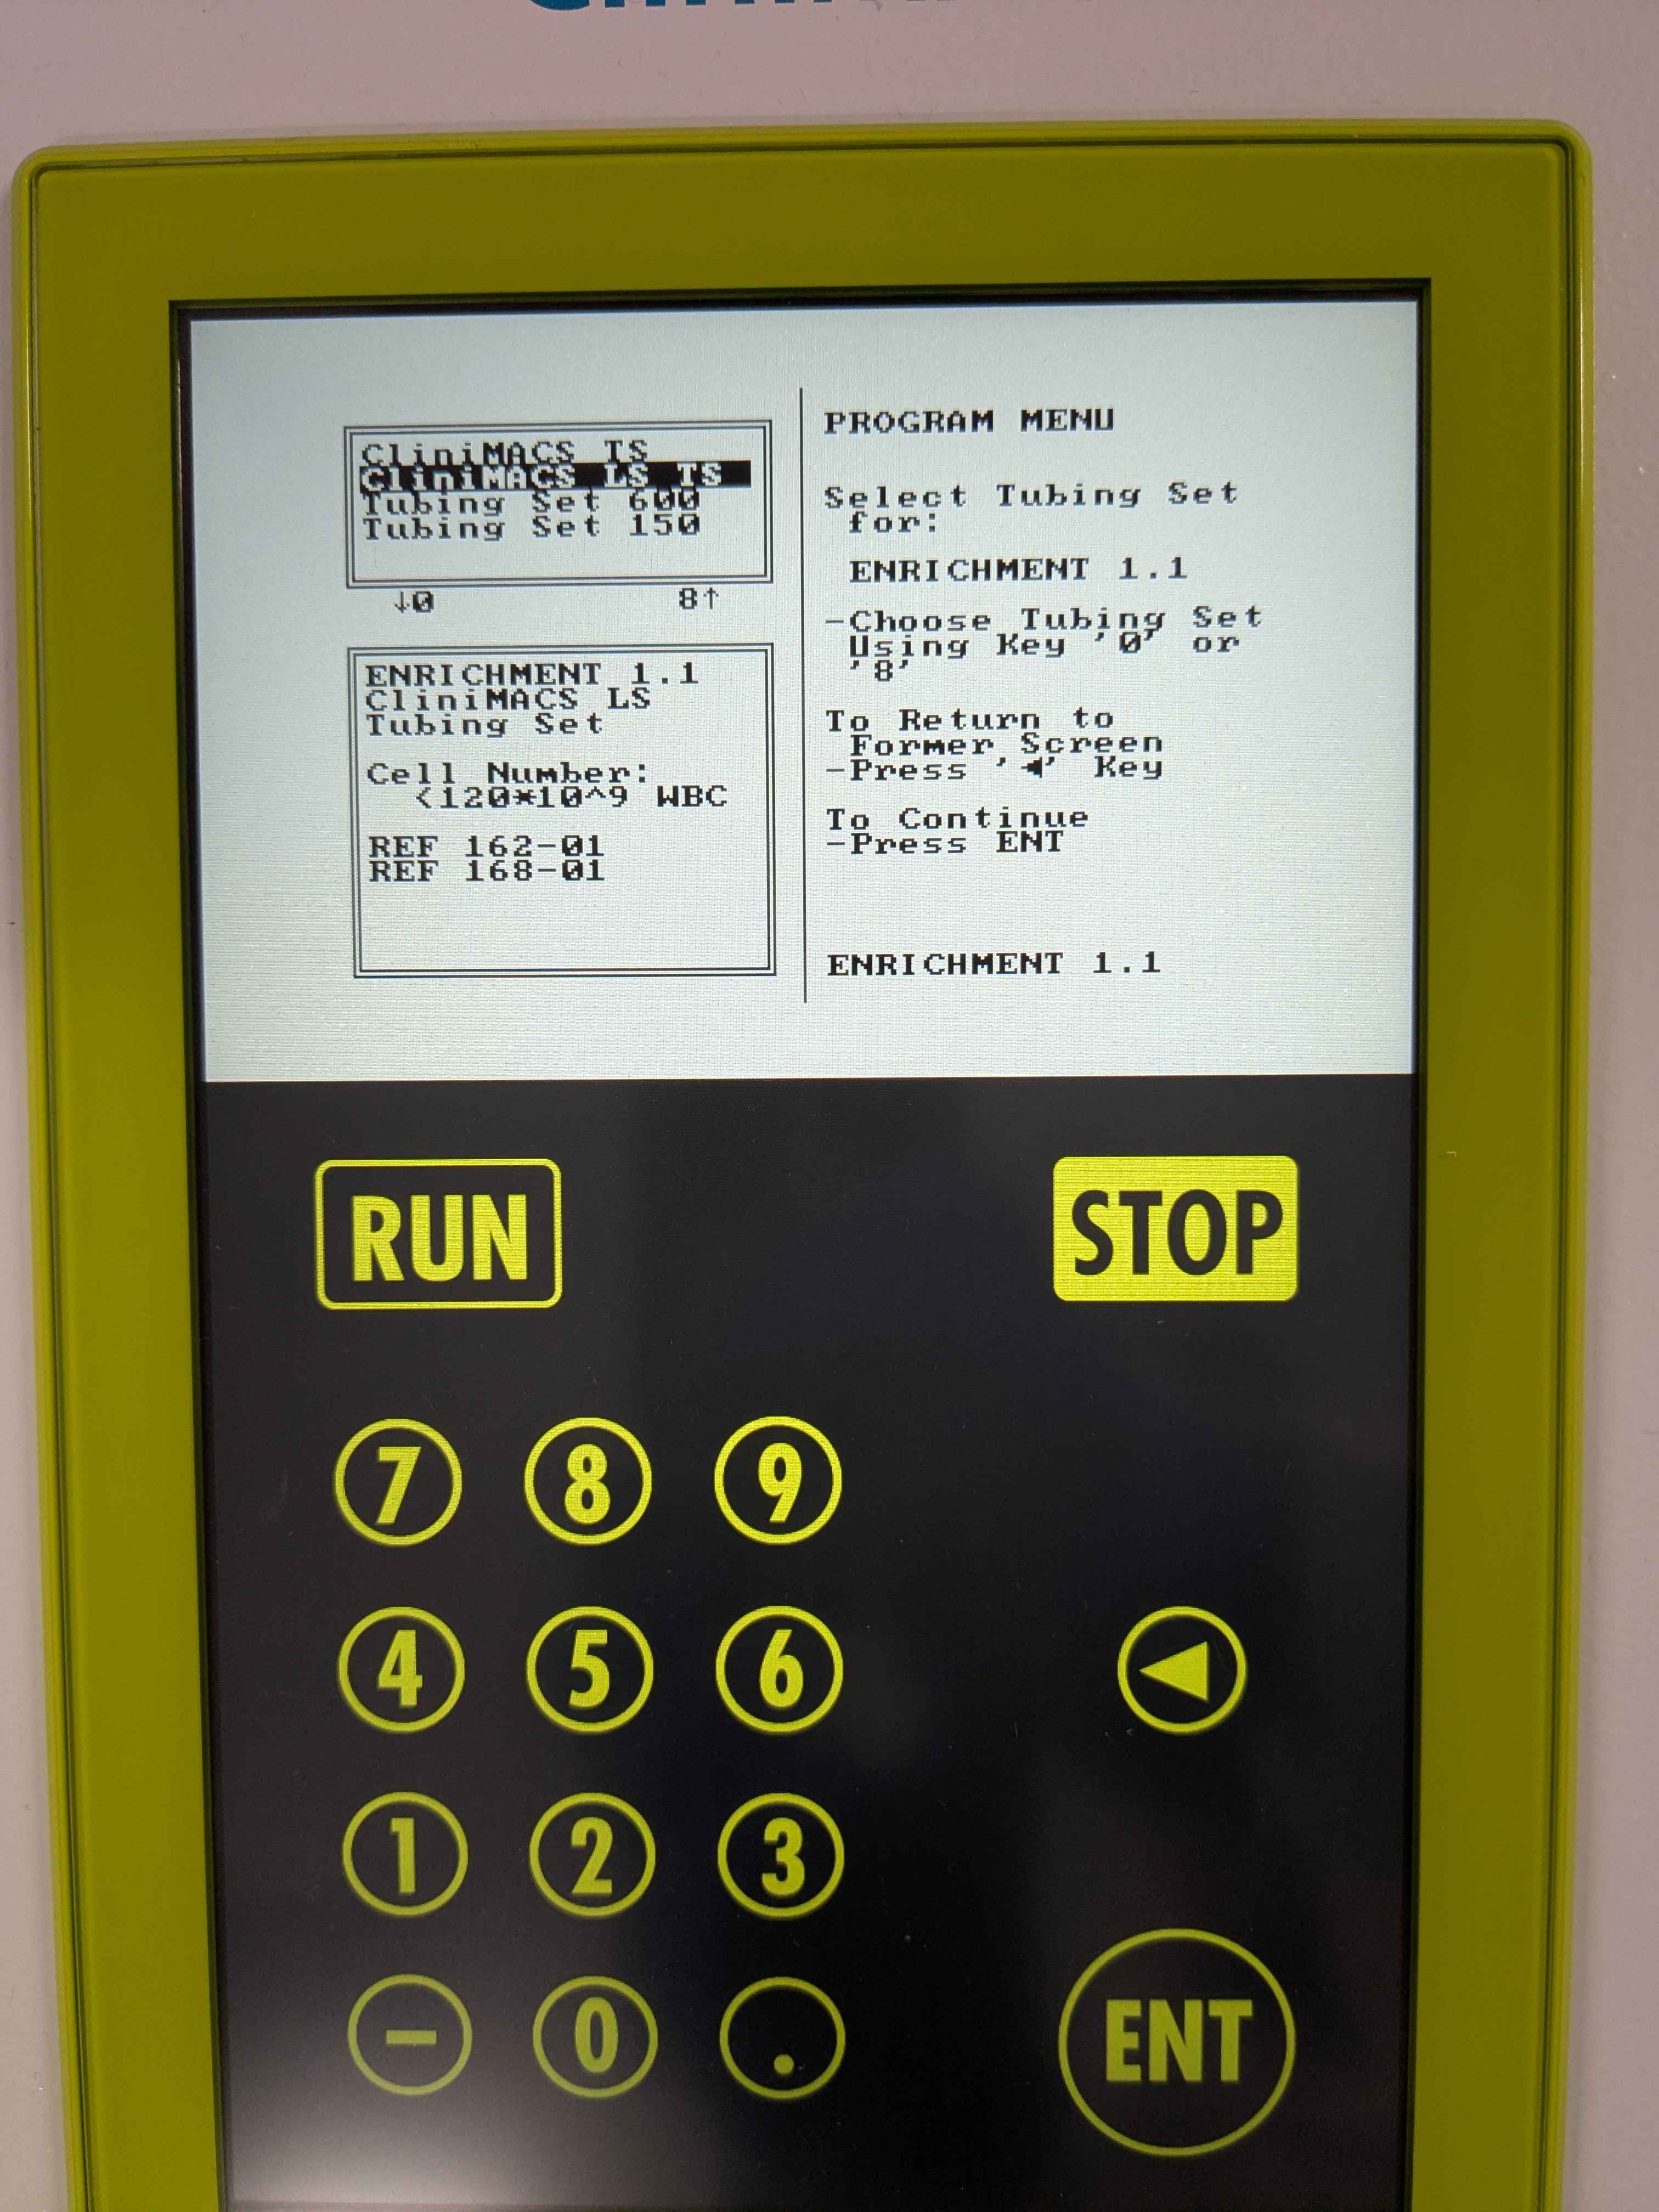 CliniMACS TS
CliniMACS LS TS
Tubing Set 600
Tubing Set 150
↓0 8↑
ENRICHMENT 1.1
CliniMACS LS
Tubing Set
Cell Number:
<120*10^9 WBC
REF 162-01
REF 168-01
PROGRAM MENU
Select Tubing Set
for:
ENRICHMENT 1.1
-Choose Tubing Set
Using Key '0' or
'8'
To Return to
Former Screen
-Press '◄' Key
To Continue
-Press ENT
ENRICHMENT 1.1
RUN
STOP
7 8 9
4 5 6 ◄
1 2 3
- 0 .
ENT